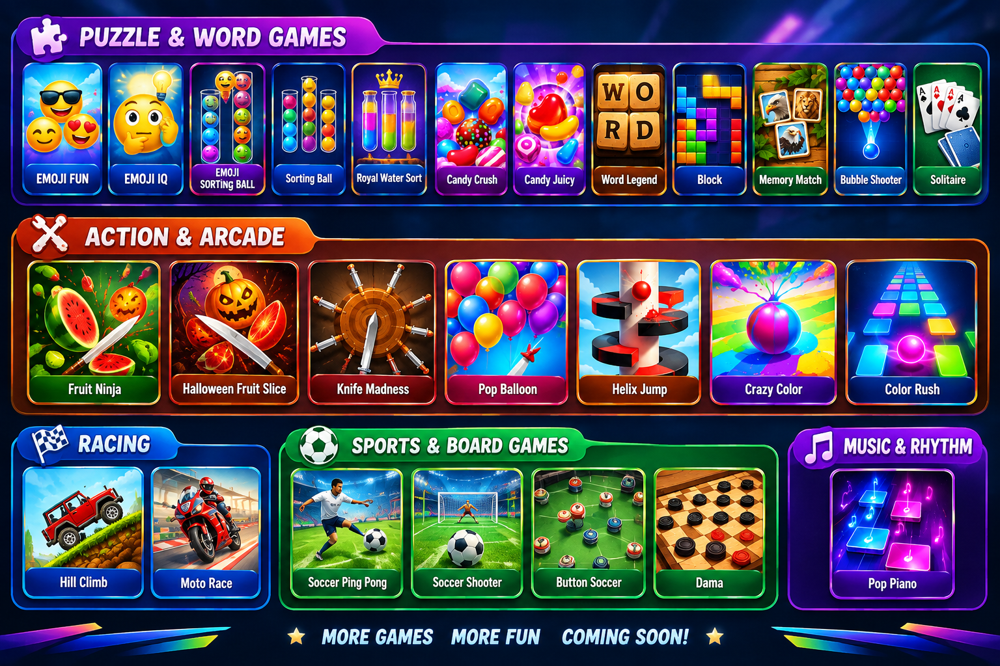 PUZZLE & WORD GAMES
EMOJI FUN
EMOJI IQ
EMOJI
SORTING BALL
Sorting Ball
Royal Water Sort
Candy Crush
Candy Juicy
W O
R D
Word Legend
Block
Memory Match
Bubble Shooter
A A A A
Solitaire
ACTION & ARCADE
Fruit Ninja
Halloween Fruit Slice
Knife Madness
Pop Balloon
Helix Jump
Crazy Color
Color Rush
RACING
Hill Climb
Moto Race
SPORTS & BOARD GAMES
Soccer Ping Pong
Soccer Shooter
Button Soccer
Dama
MUSIC & RHYTHM
Pop Piano
MORE GAMES MORE FUN COMING SOON!